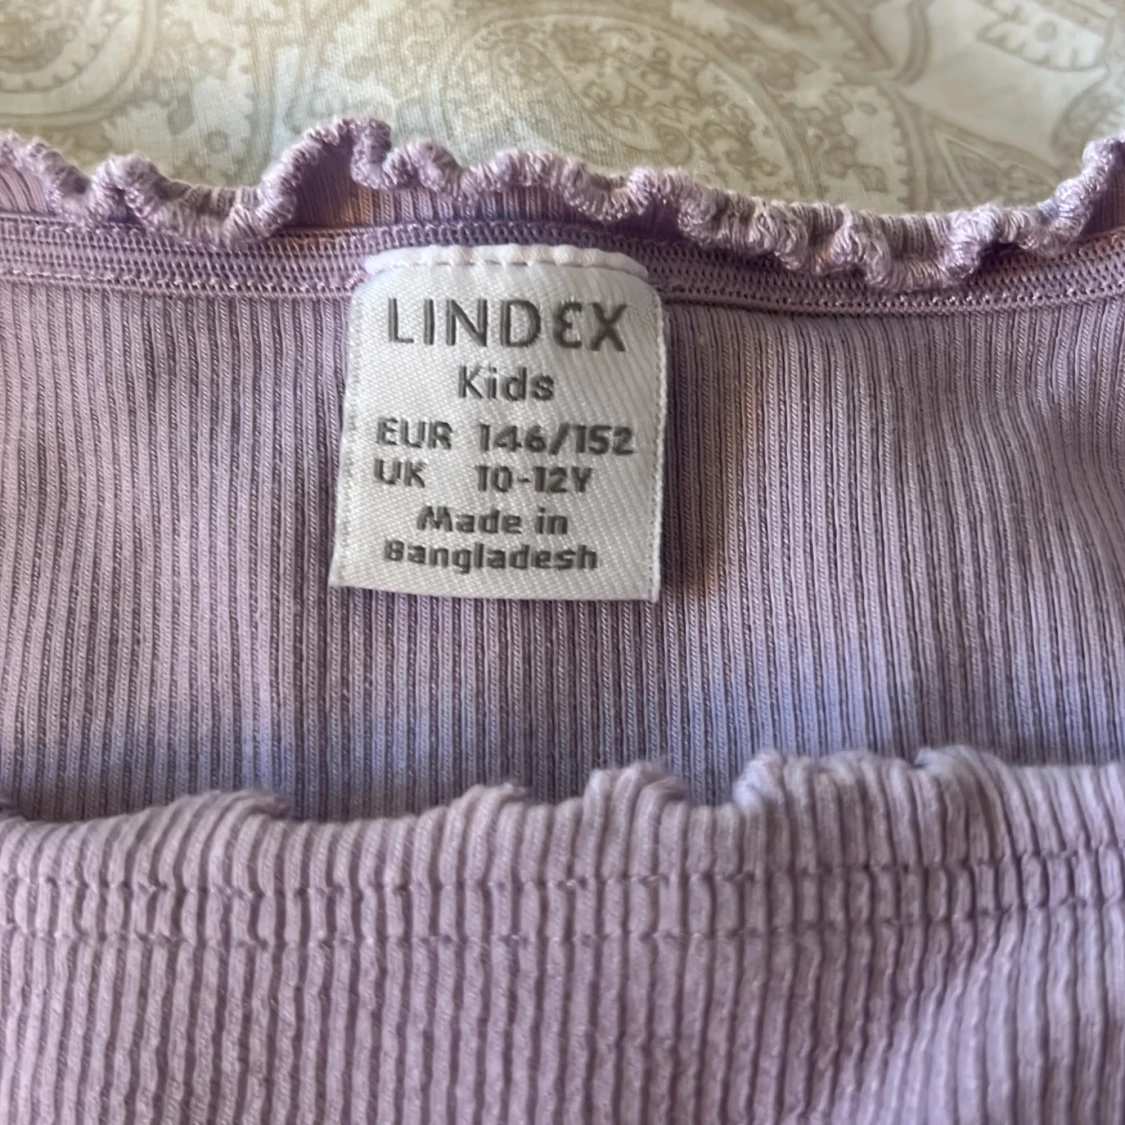 LINDEX
Kids
EUR 146/152
UK 10-12Y
Made in
Bangladesh